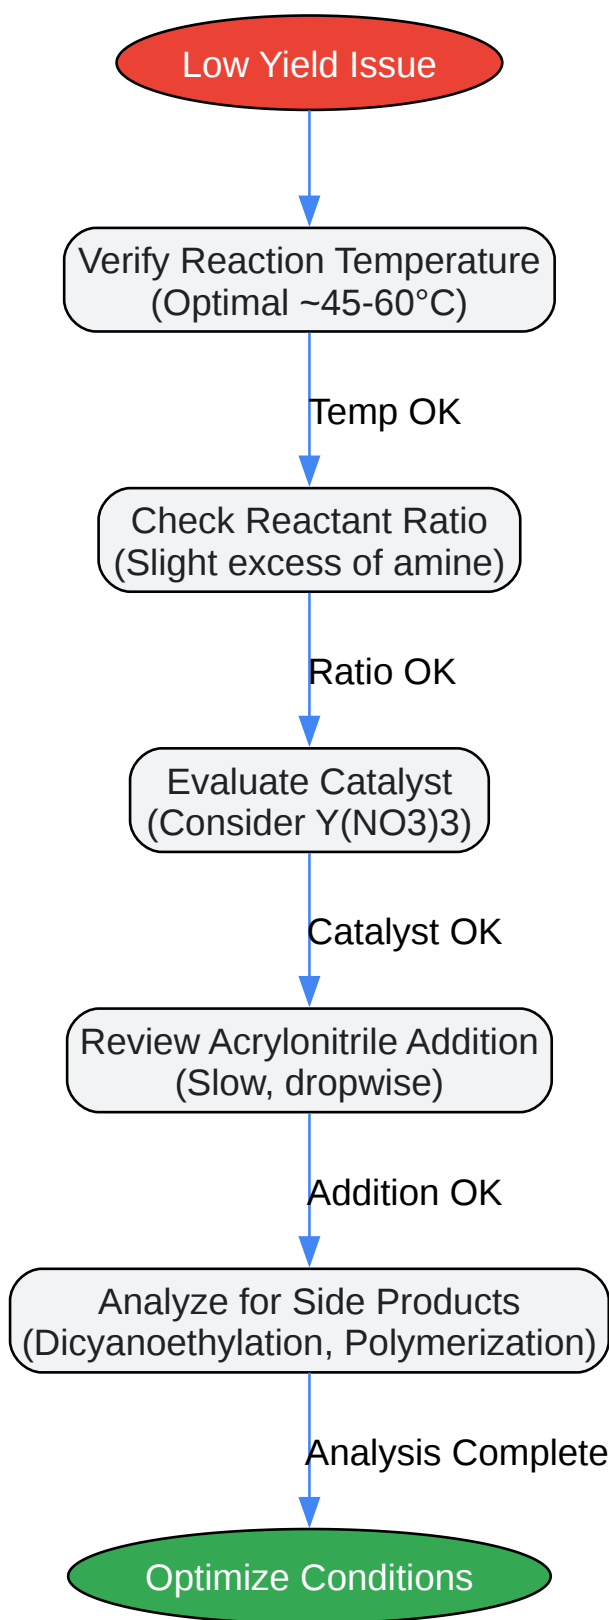 Low Yield Issue
Verify Reaction Temperature
(Optimal ~45-60°C)
Temp OK
Check Reactant Ratio
(Slight excess of amine)
Ratio OK
Evaluate Catalyst
(Consider Y(NO3)3)
Catalyst OK
Review Acrylonitrile Addition
(Slow, dropwise)
Addition OK
Analyze for Side Products
(Dicyanoethylation, Polymerization)
Analysis Complete
Optimize Conditions